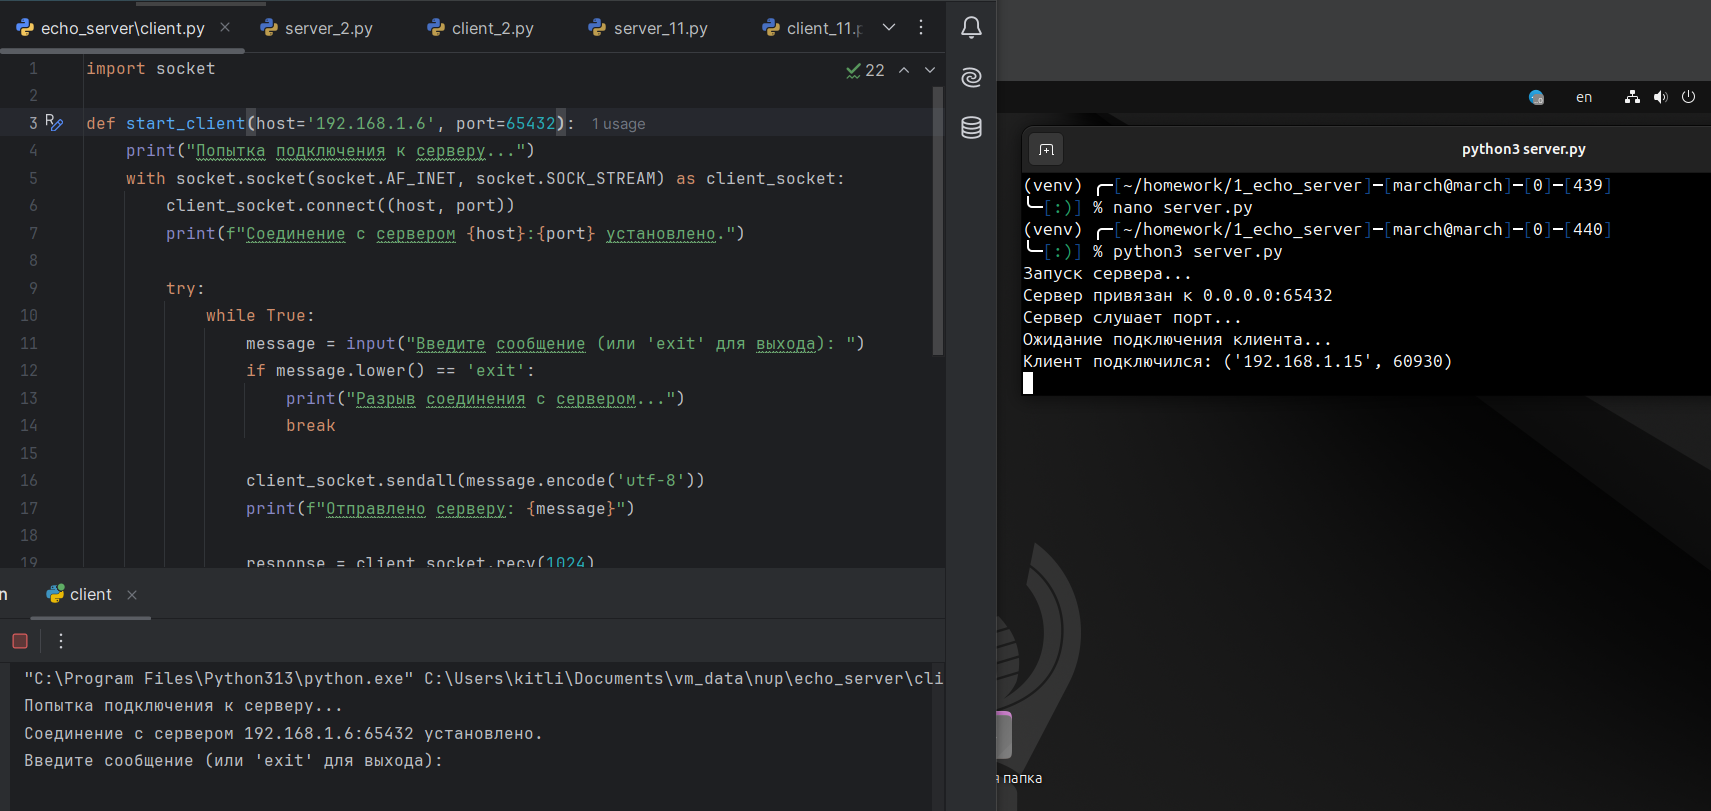 echo_server\client.py
server_2.py
client_2.py
server_11.py
client_11.p
22
1 import socket
2
3 def start_client(host='192.168.1.6', port=65432): 1 usage
4 print("Попытка подключения к серверу...")
5 with socket.socket(socket.AF_INET, socket.SOCK_STREAM) as client_socket:
6 client_socket.connect((host, port))
7 print(f"Соединение с сервером {host}:{port} установлено.")
8
9 try:
10 while True:
11 message = input("Введите сообщение (или 'exit' для выхода): ")
12 if message.lower() == 'exit':
13 print("Разрыв соединения с сервером...")
14 break
15
16 client_socket.sendall(message.encode('utf-8'))
17 print(f"Отправлено серверу: {message}")
18
19 response = client_socket.recv(1024)
n
client
"C:\Program Files\Python313\python.exe" C:\Users\kitli\Documents\vm_data\nup\echo_server\cli
Попытка подключения к серверу...
Соединение с сервером 192.168.1.6:65432 установлено.
Введите сообщение (или 'exit' для выхода):
en
python3 server.py
(venv) ╭─[~/homework/1_echo_server]─[march@march]─[0]─[439]
╰─[:)] % nano server.py
(venv) ╭─[~/homework/1_echo_server]─[march@march]─[0]─[440]
╰─[:)] % python3 server.py
Запуск сервера...
Сервер привязан к 0.0.0.0:65432
Сервер слушает порт...
Ожидание подключения клиента...
Клиент подключился: ('192.168.1.15', 60930)
я папка